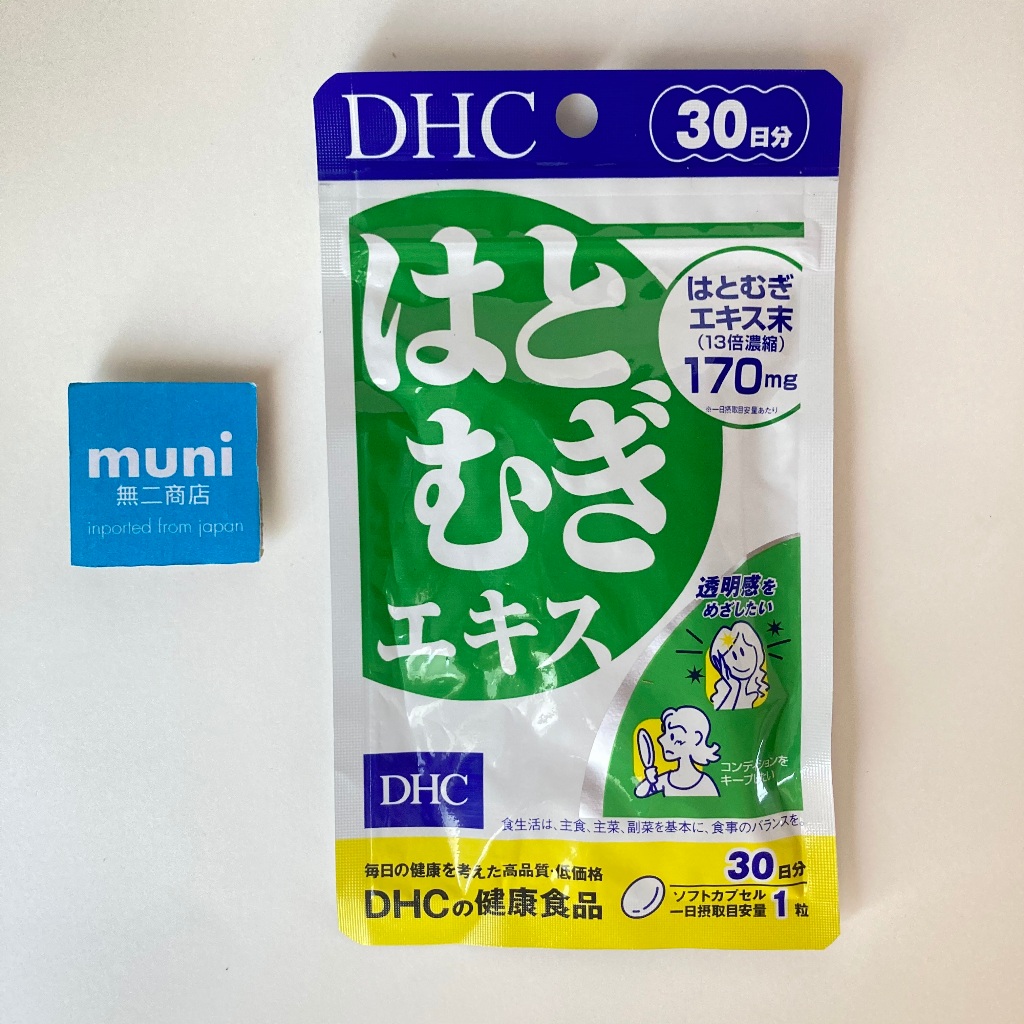 DHC
30日分
はと
むぎ
エキス
はとむぎ
エキス末
(13倍濃縮)
170mg
※一日摂取目安量あたり
muni
無二商店
inported from japan
透明感を
めざしたい
コンディションを
キープしたい
DHC
食生活は、主食、主菜、副菜を基本に、食事のバランスを。
毎日の健康を考えた高品質・低価格
DHCの健康食品
30日分
ソフトカプセル
一日摂取目安量 1粒